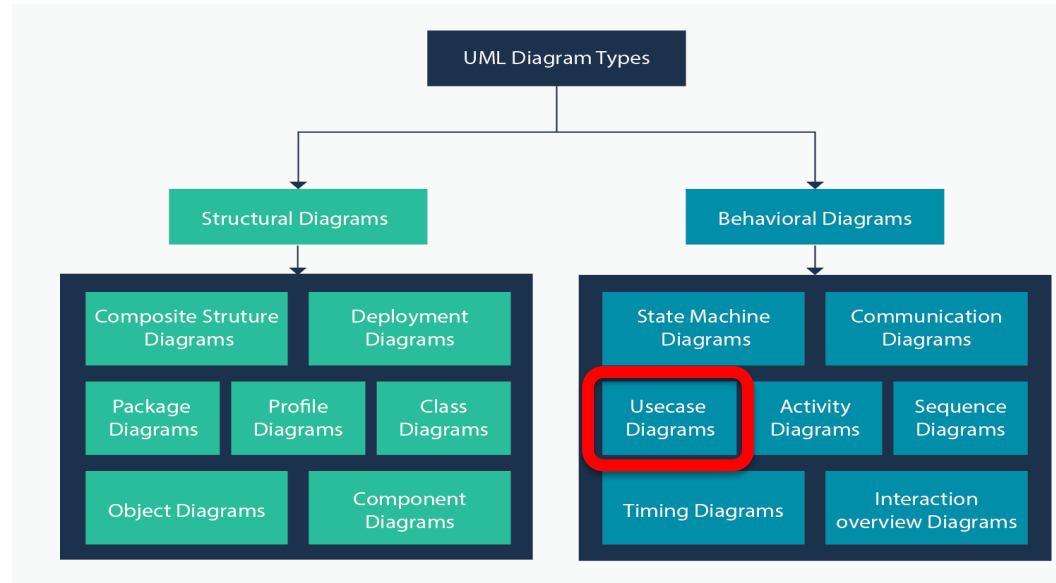 UML Diagram Types
Structural Diagrams
Behavioral Diagrams
Composite Struture
Diagrams
Deployment
Diagrams
Package
Diagrams
Profile
Diagrams
Class
Diagrams
Object Diagrams
Component
Diagrams
State Machine
Diagrams
Communication
Diagrams
Usecase
Diagrams
Activity
Diagrams
Sequence
Diagrams
Timing Diagrams
Interaction
overview Diagrams